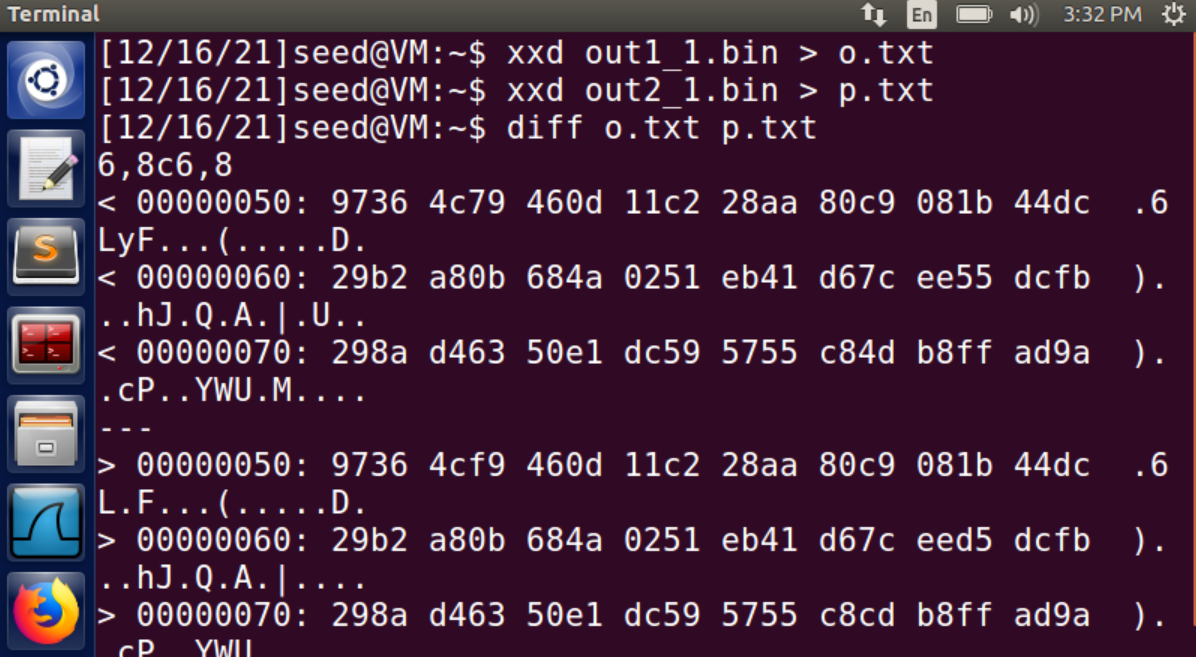 Terminal
En
3:32 PM
[12/16/21]seed@VM:~$ xxd out1_1.bin > o.txt
[12/16/21]seed@VM:~$ xxd out2_1.bin > p.txt
[12/16/21]seed@VM:~$ diff o.txt p.txt
6,8c6,8
< 00000050: 9736 4c79 460d 11c2 28aa 80c9 081b 44dc  .6
LyF...(.....D.
< 00000060: 29b2 a80b 684a 0251 eb41 d67c ee55 dcfb  ).
..hJ.Q.A.|.U..
< 00000070: 298a d463 50e1 dc59 5755 c84d b8ff ad9a  ).
.cP..YWU.M....
---
> 00000050: 9736 4cf9 460d 11c2 28aa 80c9 081b 44dc  .6
L.F...(.....D.
> 00000060: 29b2 a80b 684a 0251 eb41 d67c eed5 dcfb  ).
..hJ.Q.A.|....
> 00000070: 298a d463 50e1 dc59 5755 c8cd b8ff ad9a  ).
.cP..YWU